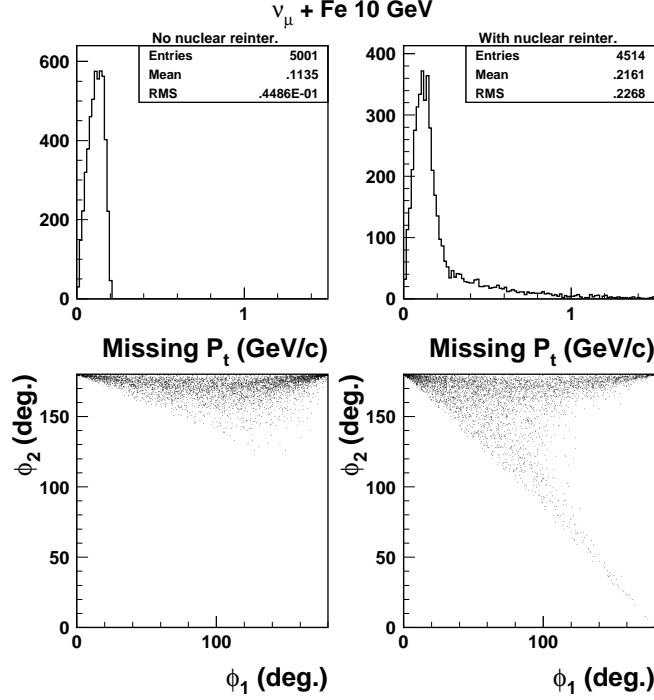 ν_μ + Fe 10 GeV
No nuclear reinter.
Entries 5001
Mean .1135
RMS .4486E-01
600
400
200
0
0 1
Missing P_t (GeV/c)
With nuclear reinter.
Entries 4514
Mean .2161
RMS .2268
400
300
200
100
0
0 1
Missing P_t (GeV/c)
ϕ_2 (deg.)
150
100
50
0
0 100
ϕ_1 (deg.)
ϕ_2 (deg.)
150
100
50
0
0 100
ϕ_1 (deg.)